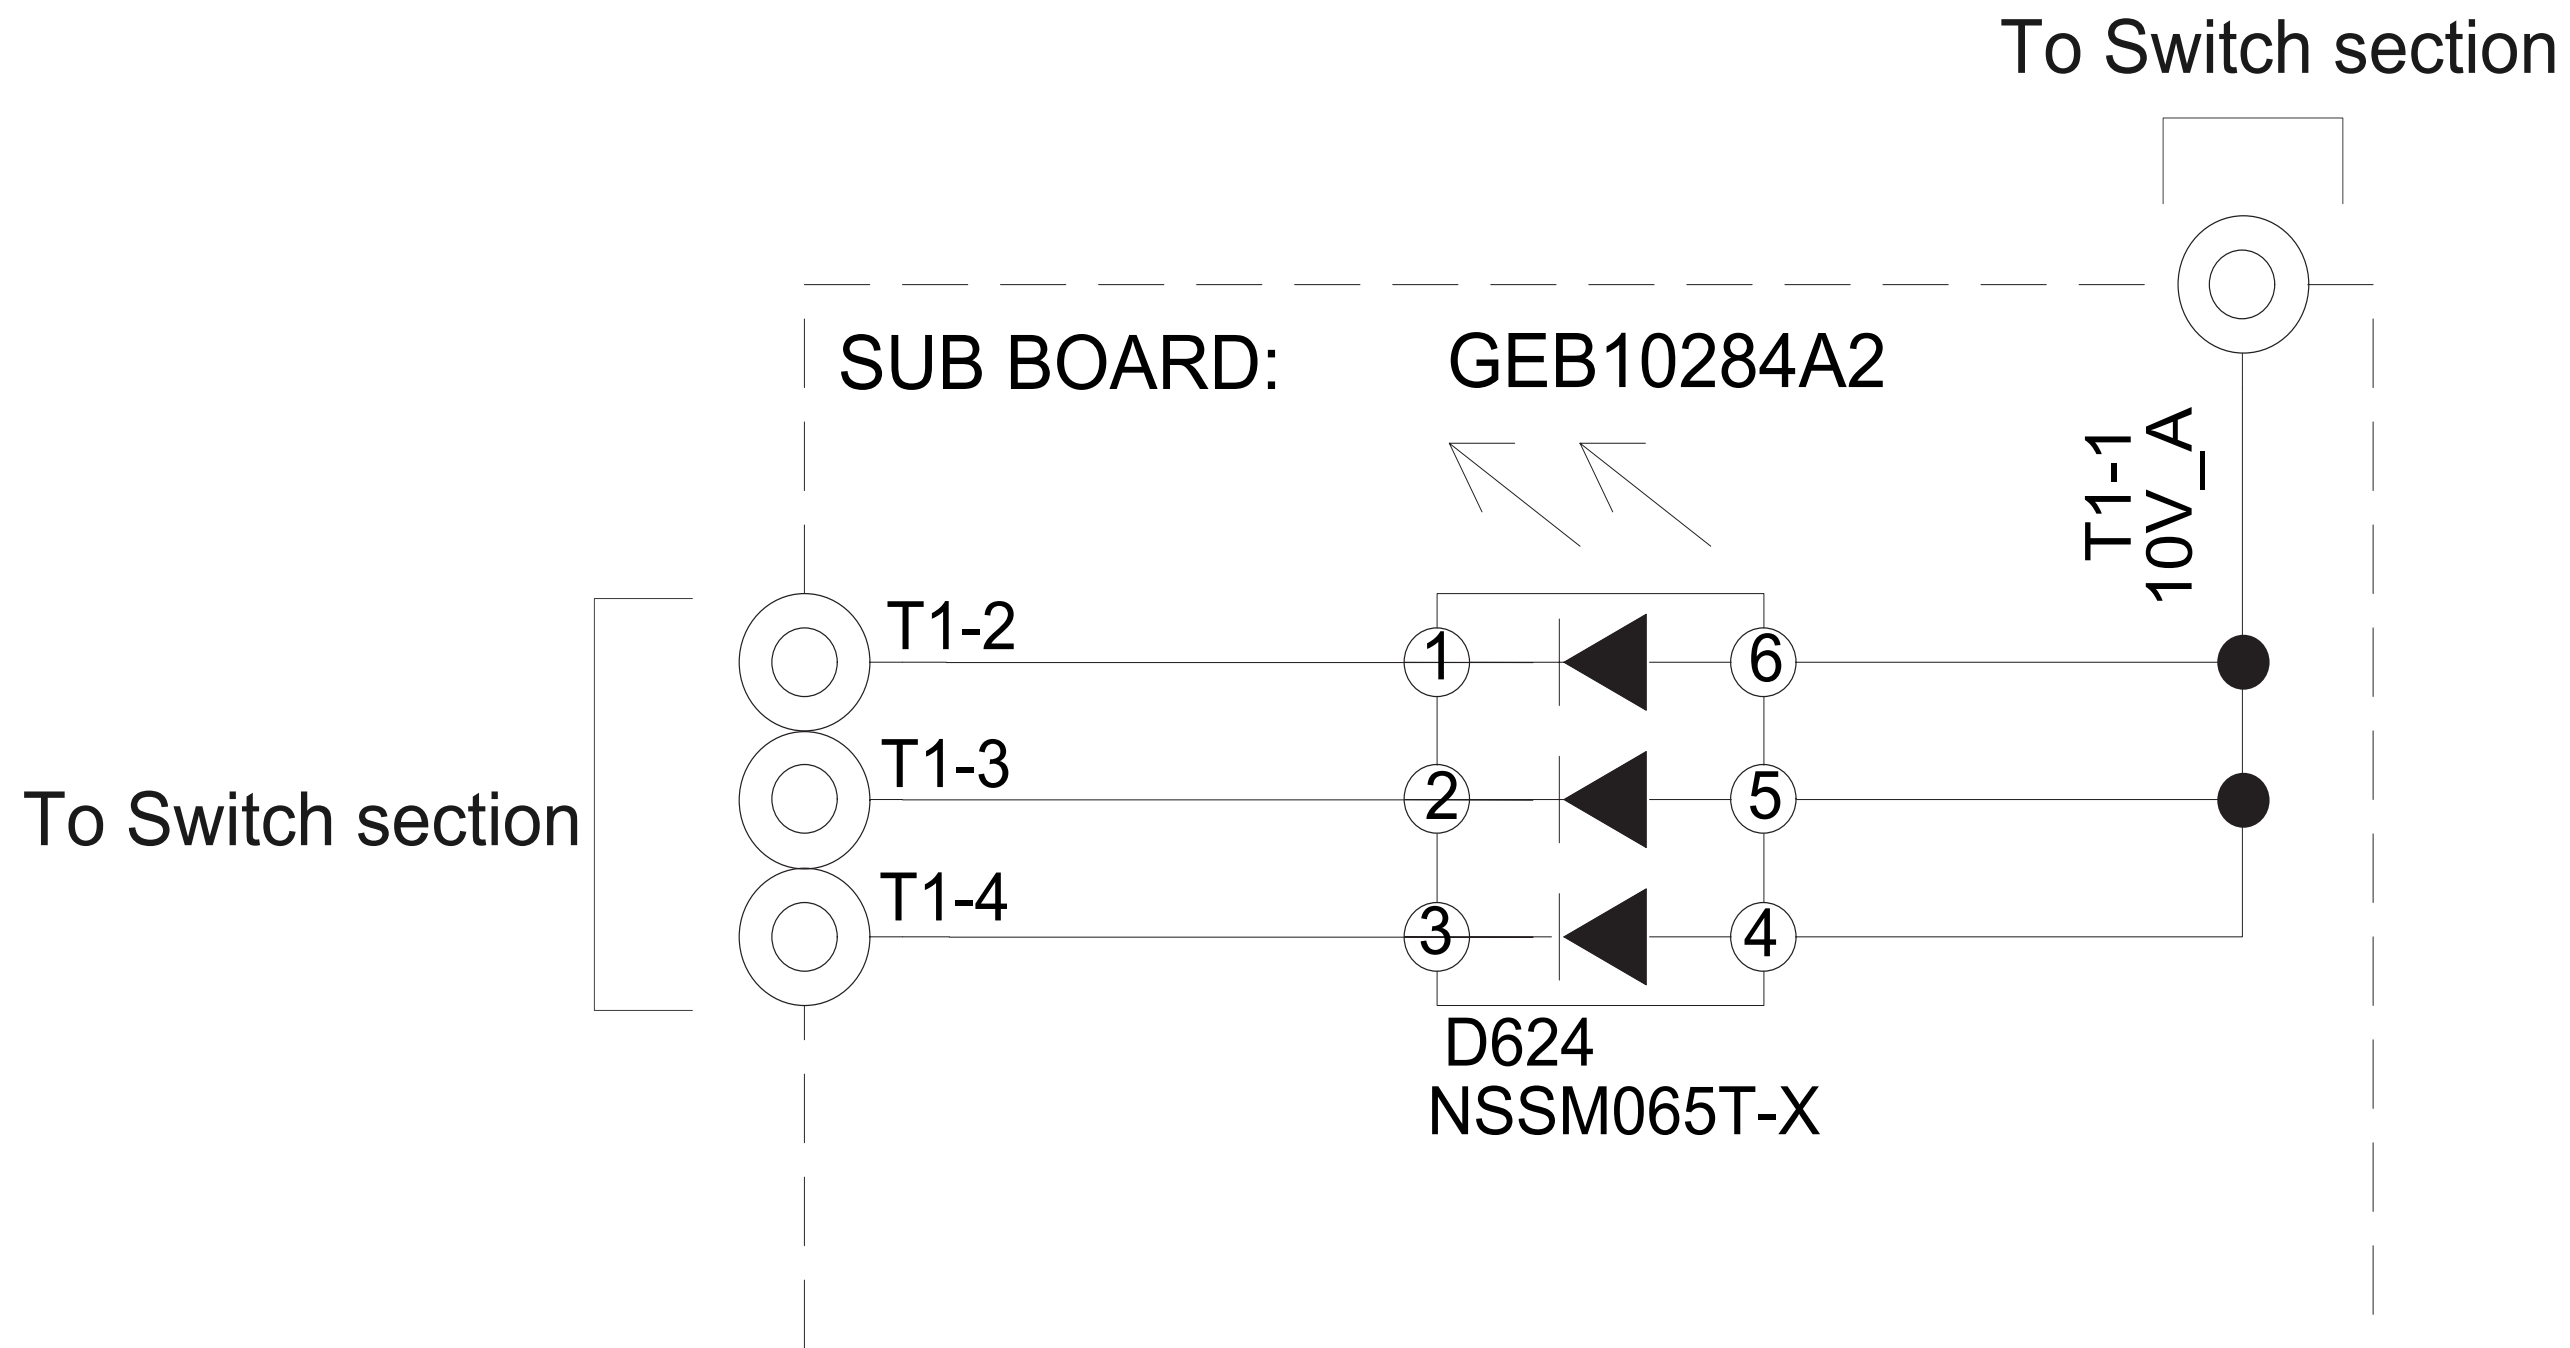 To Switch section
SUB BOARD: GEB10284A2
T1-1
10V_A
T1-2
1 6
T1-3
To Switch section
2 5
T1-4
3 4
D624
NSSM065T-X